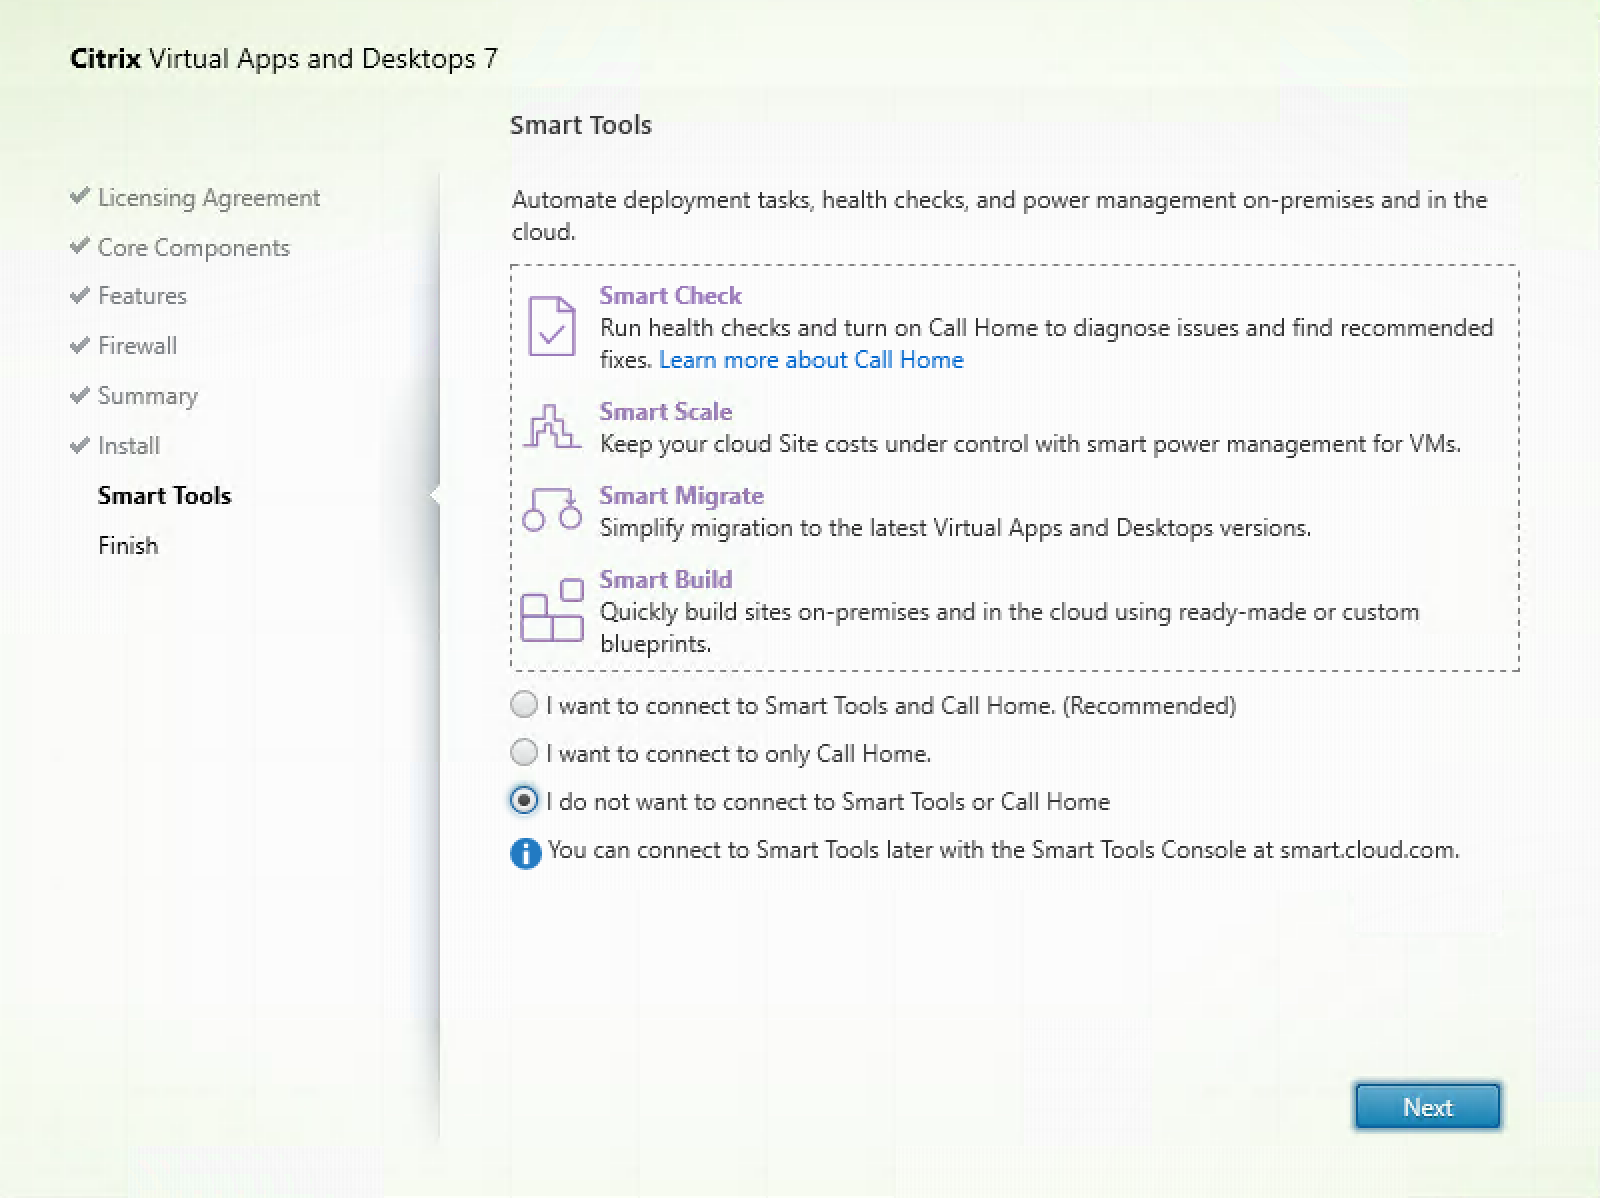 Citrix Virtual Apps and Desktops 7
Smart Tools
Licensing Agreement
Core Components
Features
Firewall
Summary
Install
Smart Tools
Finish
Automate deployment tasks, health checks, and power management on-premises and in the
cloud.
Smart Check
Run health checks and turn on Call Home to diagnose issues and find recommended
fixes. Learn more about Call Home
Smart Scale
Keep your cloud Site costs under control with smart power management for VMs.
Smart Migrate
Simplify migration to the latest Virtual Apps and Desktops versions.
Smart Build
Quickly build sites on-premises and in the cloud using ready-made or custom
blueprints.
I want to connect to Smart Tools and Call Home. (Recommended)
I want to connect to only Call Home.
I do not want to connect to Smart Tools or Call Home
You can connect to Smart Tools later with the Smart Tools Console at smart.cloud.com.
Next